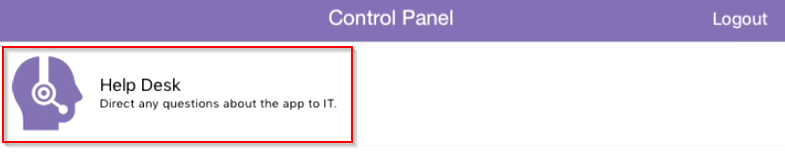 Control Panel
Logout
Help Desk
Direct any questions about the app to IT.